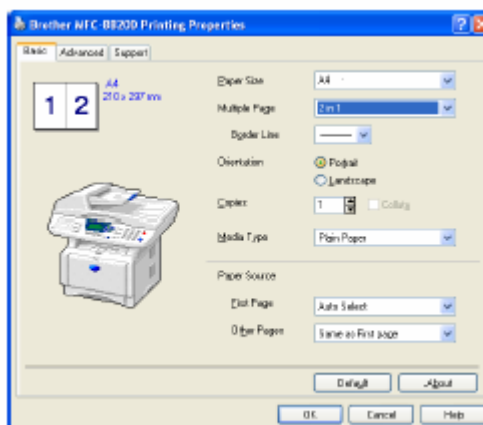 Brother MFC-8820D Printing Properties
Basic Advanced Support
A4
210 x 297 mm
1 2
Paper Size A4
Multiple Page 2 in 1
Border Line
Orientation Portrait
Landscape
Copies 1 Collate
Media Type Plain Paper
Paper Source
First Page Auto Select
Other Pages Same as First page
Default About
OK Cancel Help